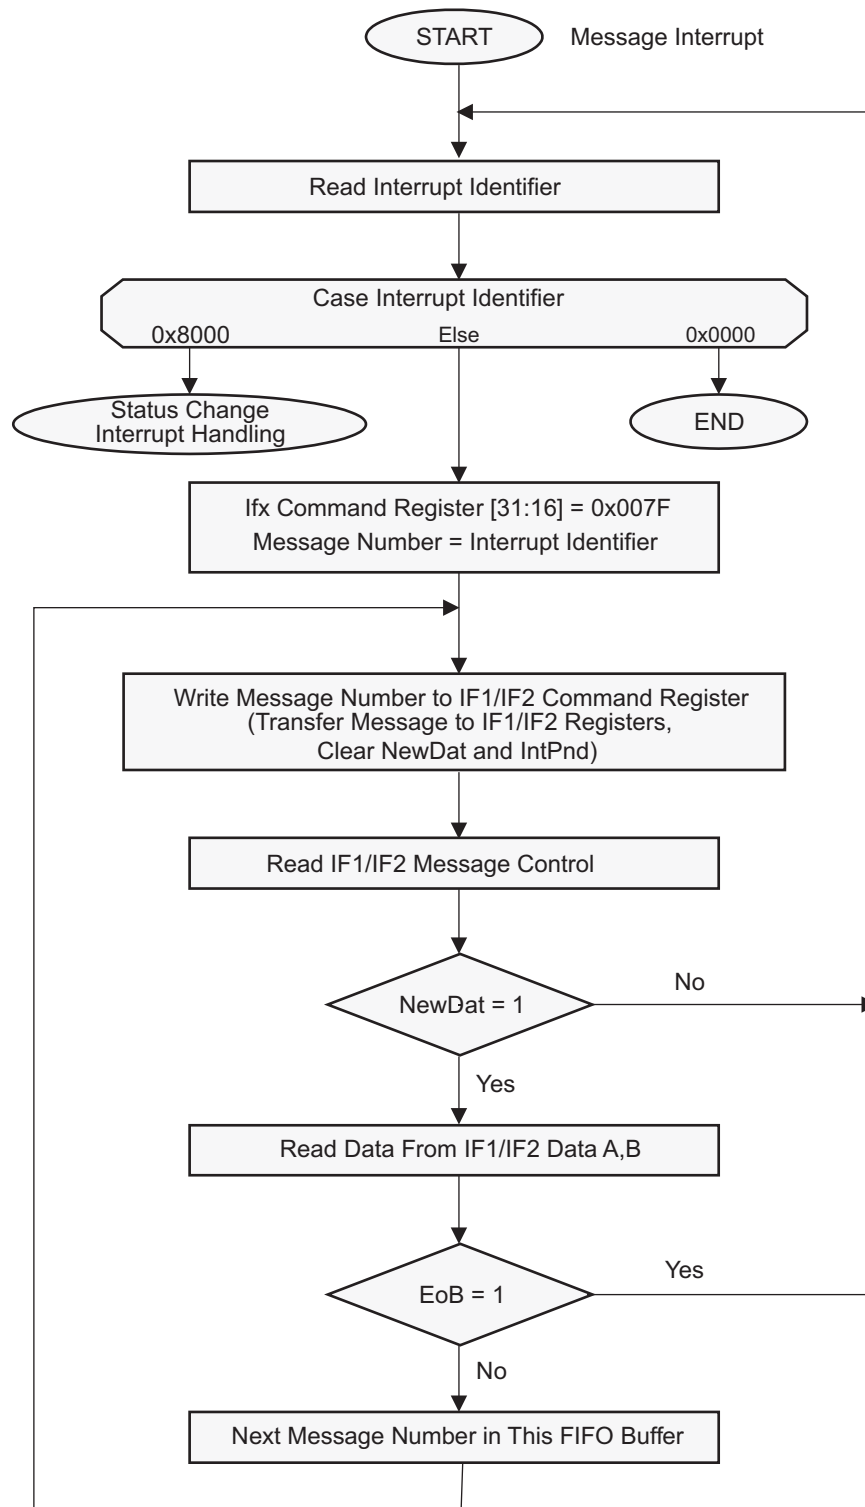 START
Message Interrupt
Read Interrupt Identifier
Case Interrupt Identifier
0x8000
Else
0x0000
Status Change
Interrupt Handling
END
Ifx Command Register [31:16] = 0x007F
Message Number = Interrupt Identifier
Write Message Number to IF1/IF2 Command Register
(Transfer Message to IF1/IF2 Registers,
Clear NewDat and IntPnd)
Read IF1/IF2 Message Control
NewDat = 1
No
Yes
Read Data From IF1/IF2 Data A,B
EoB = 1
Yes
No
Next Message Number in This FIFO Buffer